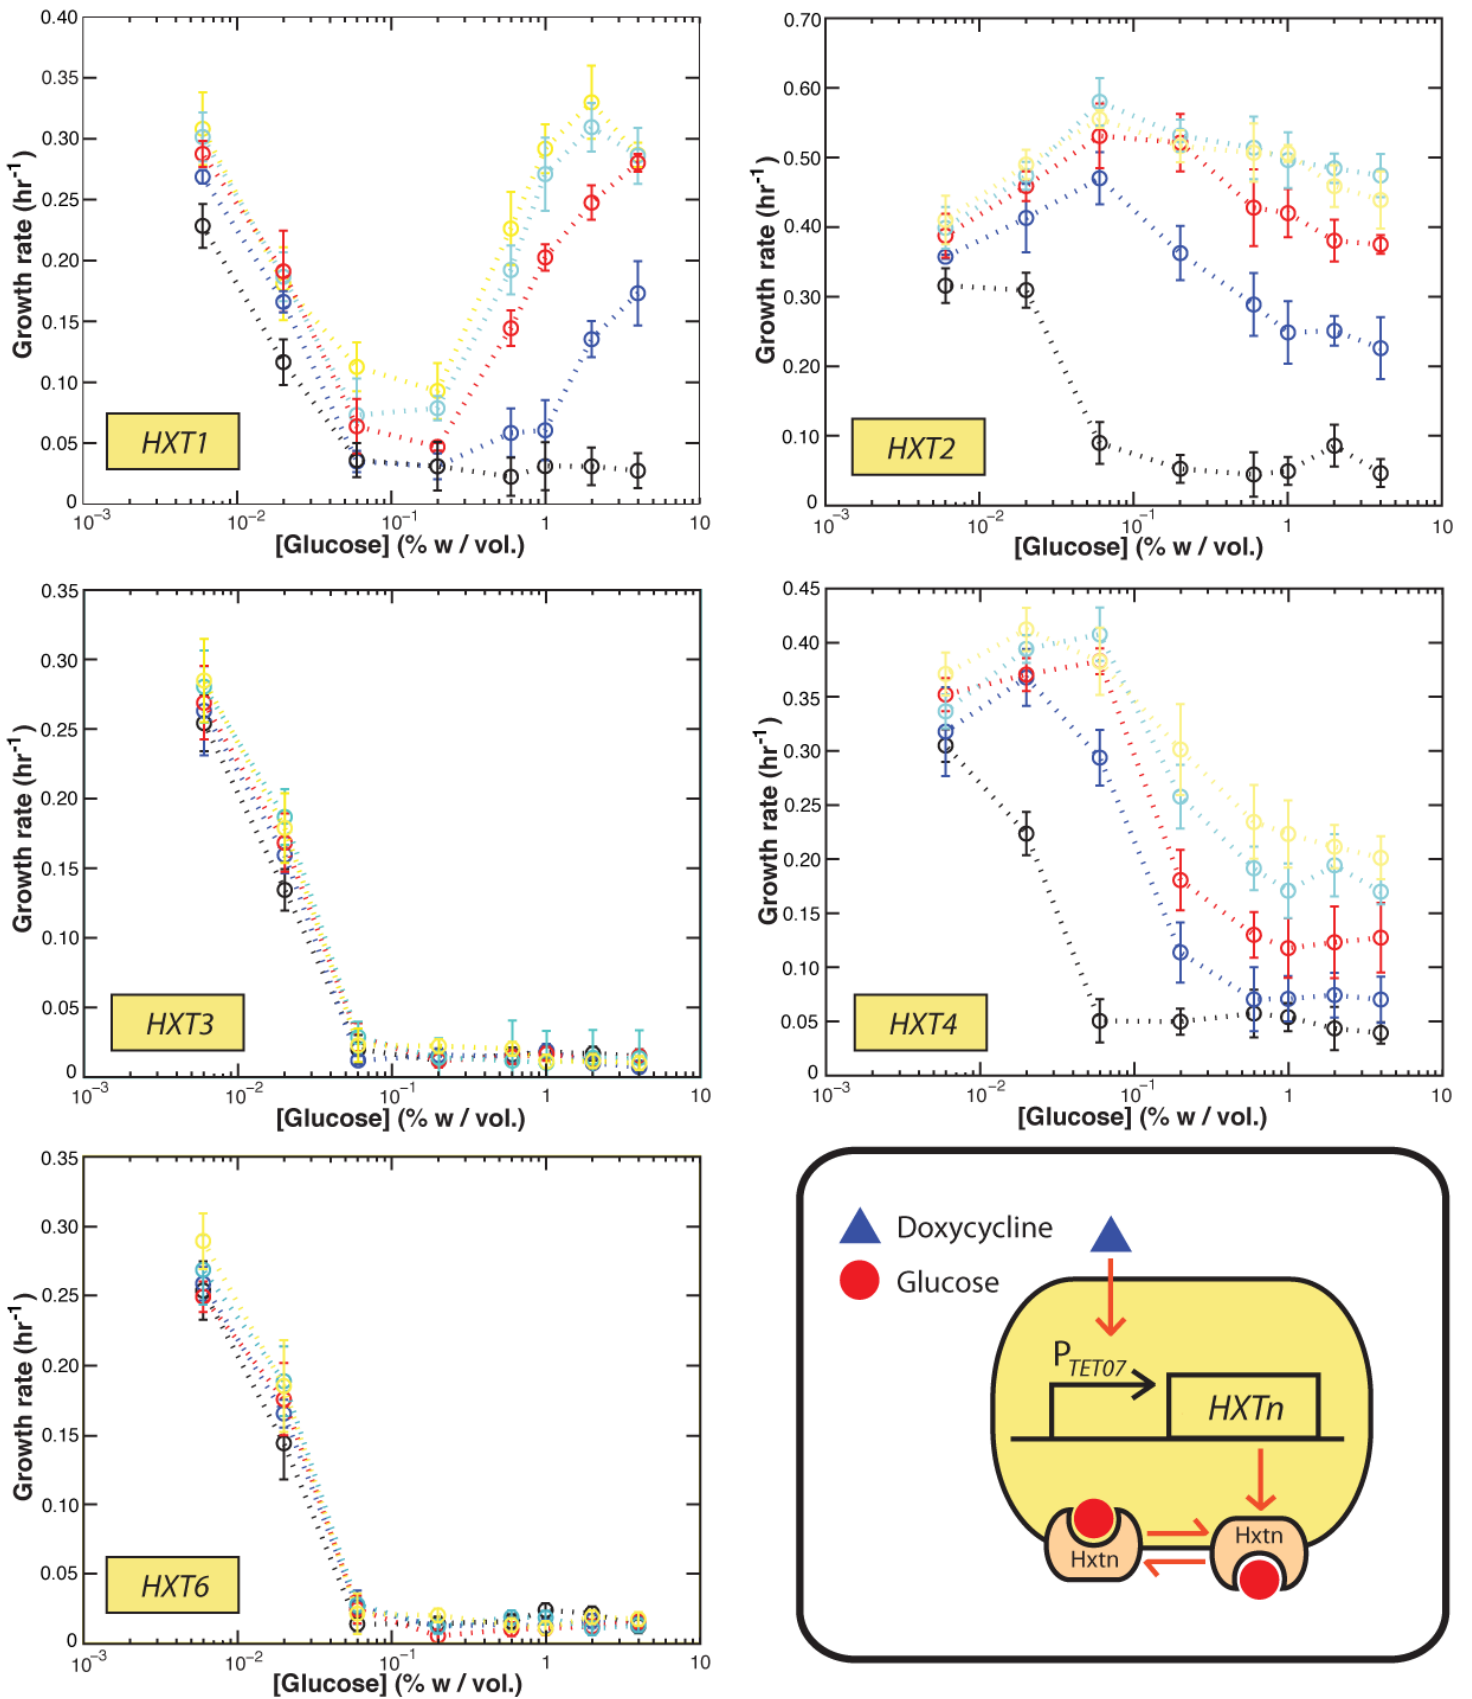 0.40
0.35
0.30
0.25
0.20
0.15
0.10
0.05
0
Growth rate (hr-1)
HXT1
10−3 10−2 10−1 1 10
[Glucose] (% w / vol.)
0.70
0.60
0.50
0.40
0.30
0.20
0.10
0
Growth rate (hr-1)
HXT2
10−3 10−2 10−1 1 10
[Glucose] (% w / vol.)
0.35
0.30
0.25
0.20
0.15
0.10
0.05
0
Growth rate (hr-1)
HXT3
10−3 10−2 10−1 1 10
[Glucose] (% w / vol.)
0.45
0.40
0.35
0.30
0.25
0.20
0.15
0.10
0.05
0
Growth rate (hr-1)
HXT4
10−3 10−2 10−1 1 10
[Glucose] (% w / vol.)
0.35
0.30
0.25
0.20
0.15
0.10
0.05
0
Growth rate (hr-1)
HXT6
10−3 10−2 10−1 1 10
[Glucose] (% w / vol.)
Doxycycline
Glucose
PTET07
HXTn
Hxtn
Hxtn